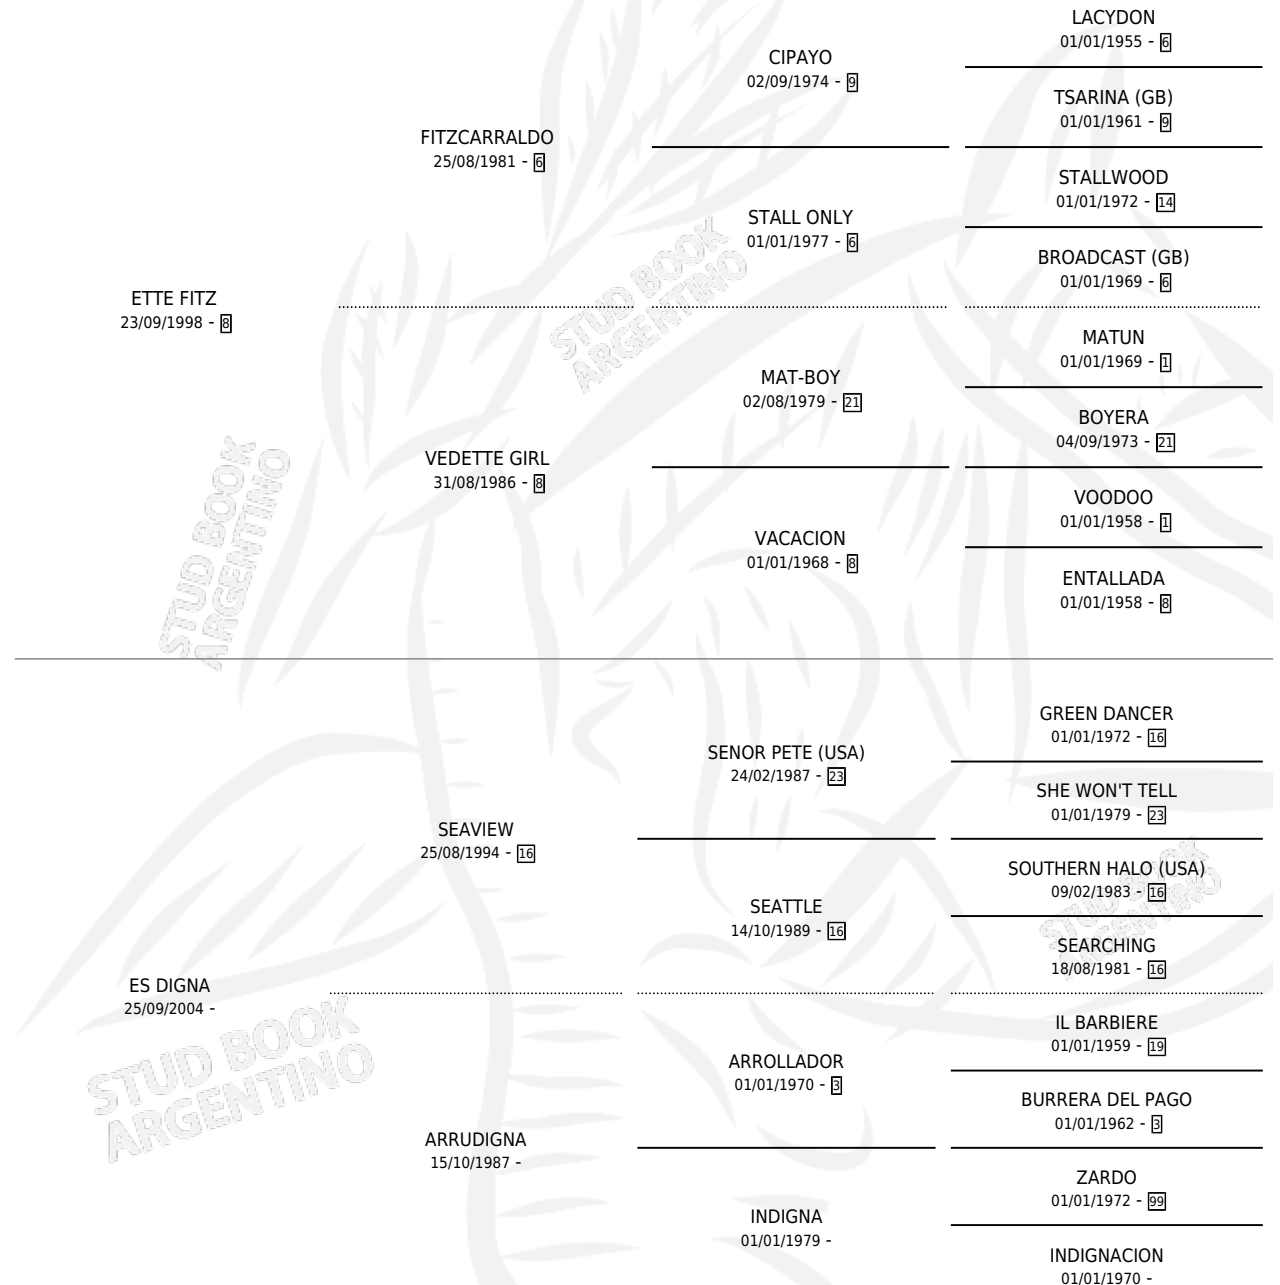 LACYDON
01/01/1955 - 6
CIPAYO
02/09/1974 - 9
TSARINA (GB)
01/01/1961 - 9
FITZCARRALDO
25/08/1981 - 6
STALLWOOD
01/01/1972 - 14
STALL ONLY
01/01/1977 - 6
BROADCAST (GB)
01/01/1969 - 6
ETTE FITZ
23/09/1998 - 8
MATUN
01/01/1969 - 1
MAT-BOY
02/08/1979 - 21
BOYERA
04/09/1973 - 21
VEDETTE GIRL
31/08/1986 - 8
VOODOO
01/01/1958 - 1
VACACION
01/01/1968 - 8
ENTALLADA
01/01/1958 - 8
STUD BOOK
ARGENTINO
STUD BOOK
ARGENTINO
GREEN DANCER
01/01/1972 - 16
SENOR PETE (USA)
24/02/1987 - 23
SHE WON'T TELL
01/01/1979 - 23
SEAVIEW
25/08/1994 - 16
SOUTHERN HALO (USA)
09/02/1983 - 16
SEATTLE
14/10/1989 - 16
SEARCHING
18/08/1981 - 16
ES DIGNA
25/09/2004 -
IL BARBIERE
01/01/1959 - 19
ARROLLADOR
01/01/1970 - 3
BURRERA DEL PAGO
01/01/1962 - 3
ARRUDIGNA
15/10/1987 -
ZARDO
01/01/1972 - 99
INDIGNA
01/01/1979 -
INDIGNACION
01/01/1970 -
STUD BOOK
ARGENTINO
STUD BOOK
ARGENTINO